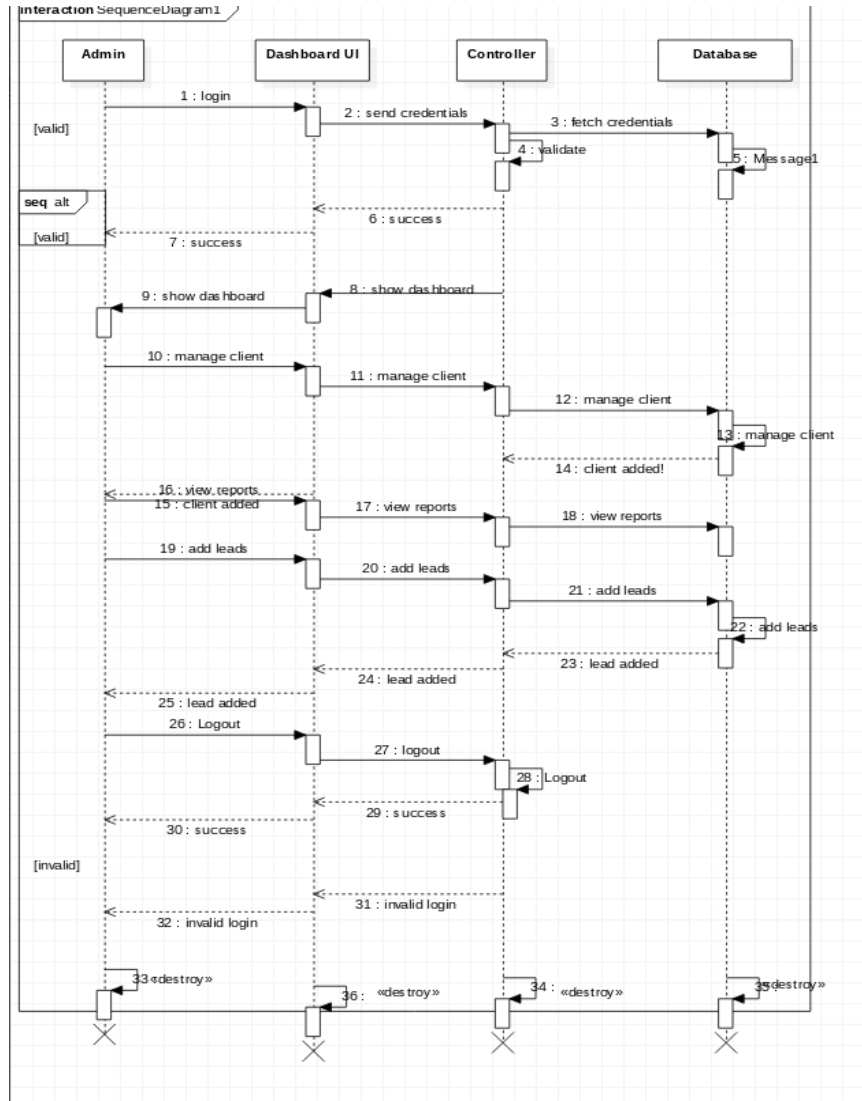 interaction SequenceDiagram1
Admin
Dashboard UI
Controller
Database
1 : login
2 : send credentials
3 : fetch credentials
[valid]
4 : validate
5 : Message1
seq alt
6 : success
[valid]
7 : success
8 : show dashboard
9 : show dashboard
10 : manage client
11 : manage client
12 : manage client
13 : manage client
14 : client added!
16 : view reports
15 : client added
17 : view reports
18 : view reports
19 : add leads
20 : add leads
21 : add leads
22 : add leads
23 : lead added
24 : lead added
25 : lead added
26 : Logout
27 : logout
28 : Logout
29 : success
30 : success
[invalid]
31 : invalid login
32 : invalid login
33 : «destroy»
36 : «destroy»
34 : «destroy»
35 : «destroy»